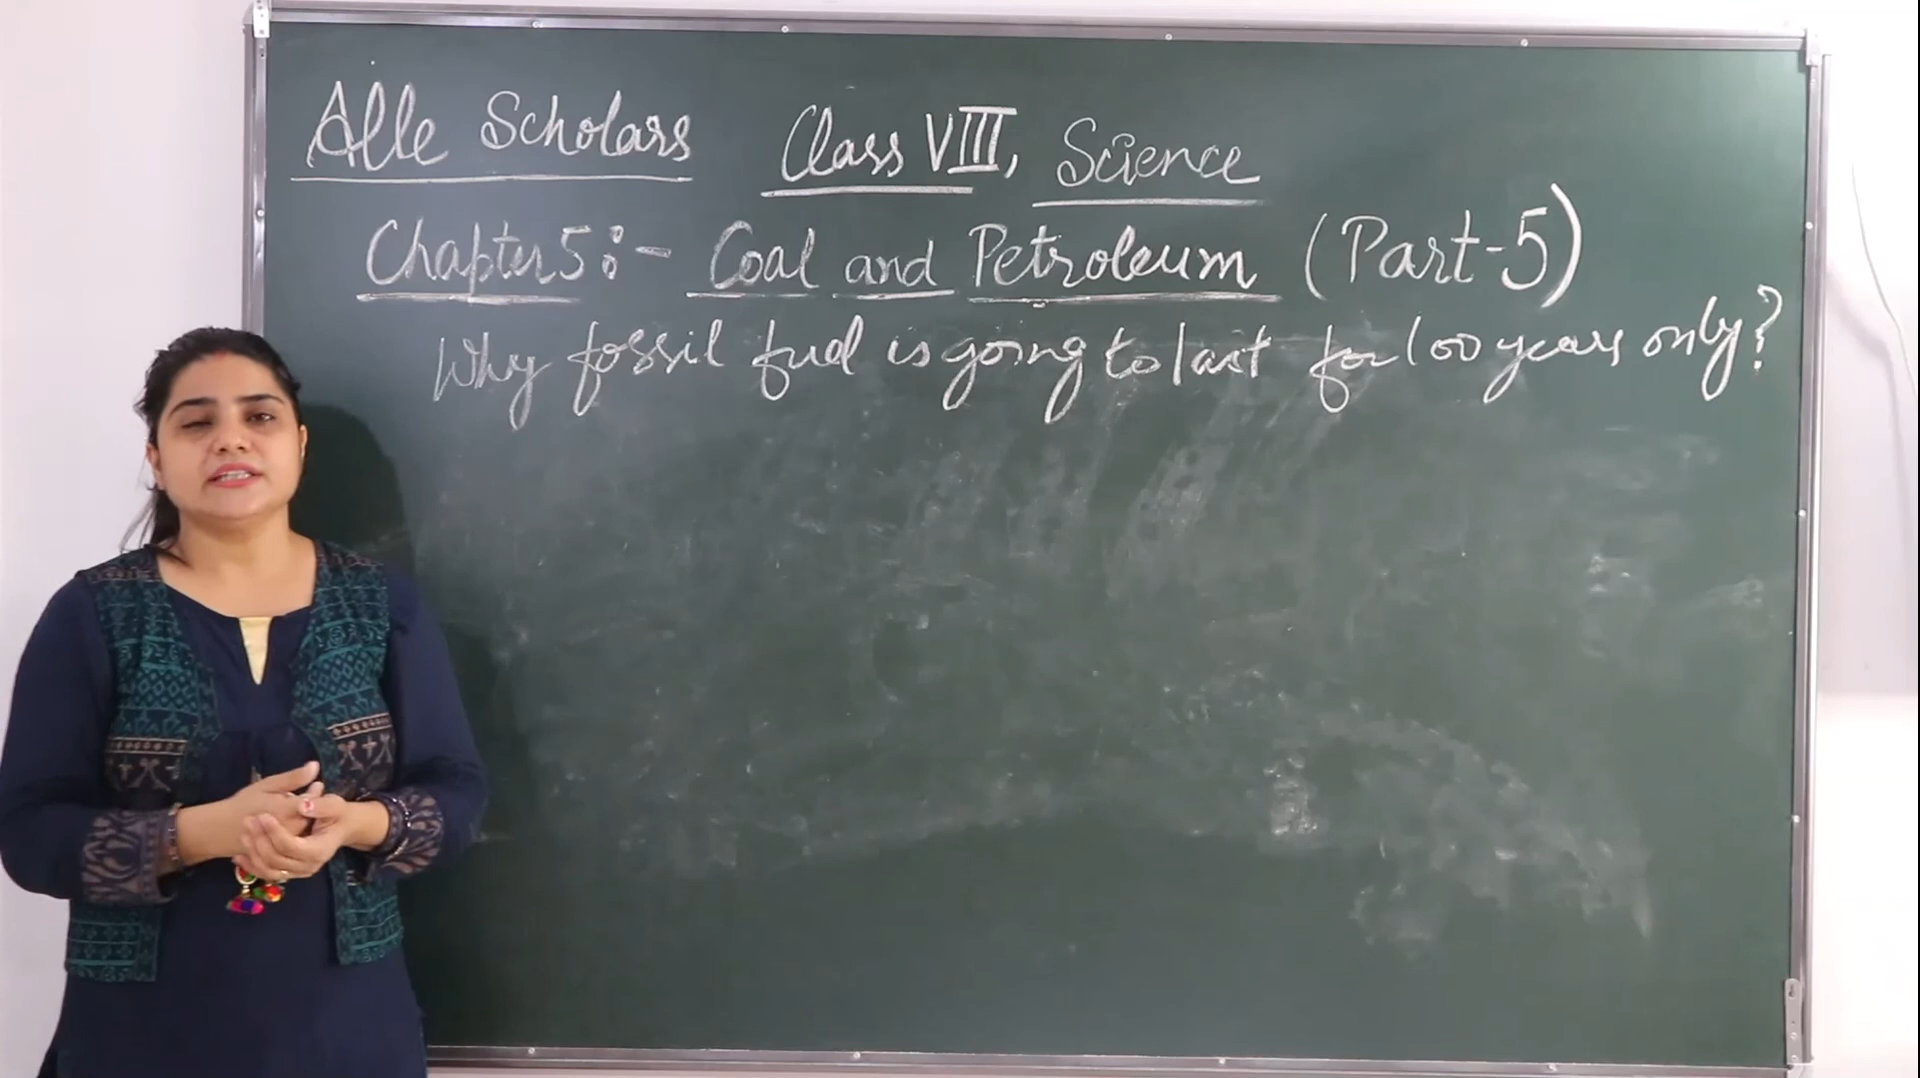 Alle Scholars Class VIII, Science
Chapter 5:- Coal and Petroleum (Part-5)
Why fossil fuel is going to last for 100 years only?